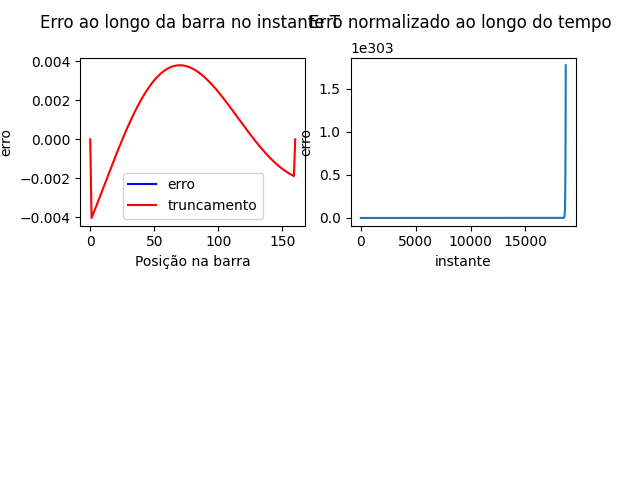 Erro ao longo da barra no instante T
Erro normalizado ao longo do tempo
1e303
erro
0.004
0.002
0.000
−0.002
−0.004
erro
truncamento
0
50
100
150
Posição na barra
erro
1.5
1.0
0.5
0.0
0
5000
10000
15000
instante